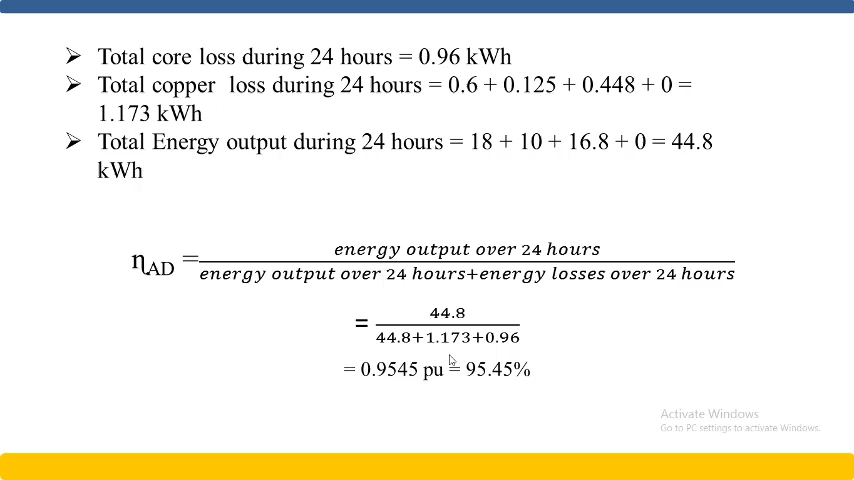 ➢ Total core loss during 24 hours = 0.96 kWh
➢ Total copper loss during 24 hours = 0.6 + 0.125 + 0.448 + 0 =
1.173 kWh
➢ Total Energy output during 24 hours = 18 + 10 + 16.8 + 0 = 44.8
kWh
energy output over 24 hours
ηAD =
energy output over 24 hours+energy losses over 24 hours
44.8
=
44.8+1.173+0.96
= 0.9545 pu = 95.45%
Activate Windows
Go to PC settings to activate Windows.